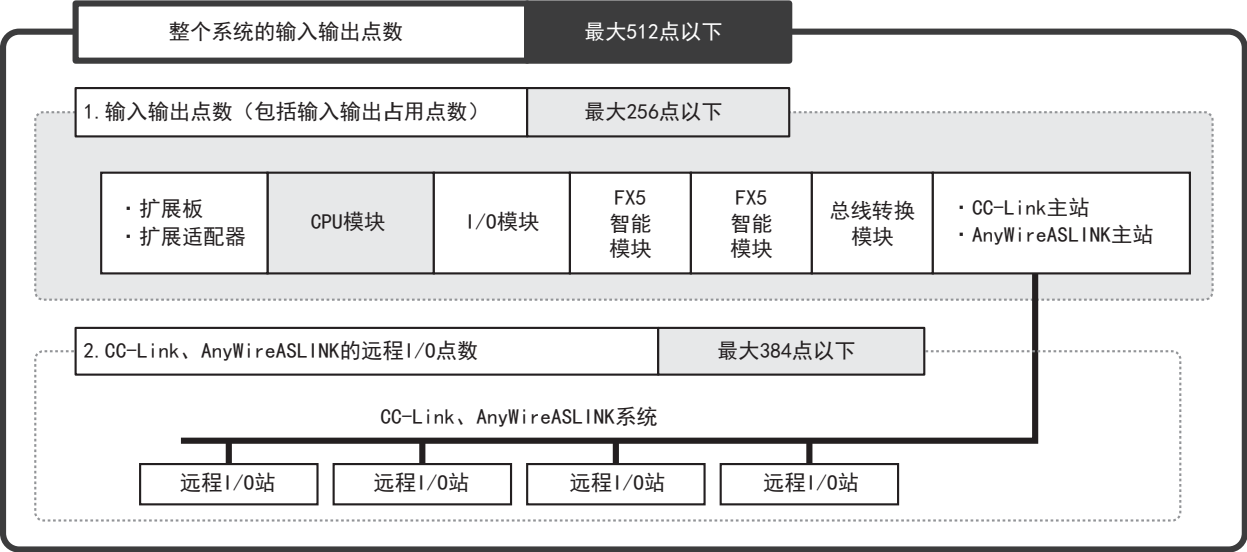 整个系统的输入输出点数
最大512点以下
1.输入输出点数（包括输入输出占用点数）
最大256点以下
·扩展板
·扩展适配器
CPU模块
I/O模块
FX5
智能
模块
FX5
智能
模块
总线转换
模块
·CC-Link主站
·AnyWireASLINK主站
2.CC-Link、AnyWireASLINK的远程I/O点数
最大384点以下
CC-Link、AnyWireASLINK系统
远程I/O站
远程I/O站
远程I/O站
远程I/O站